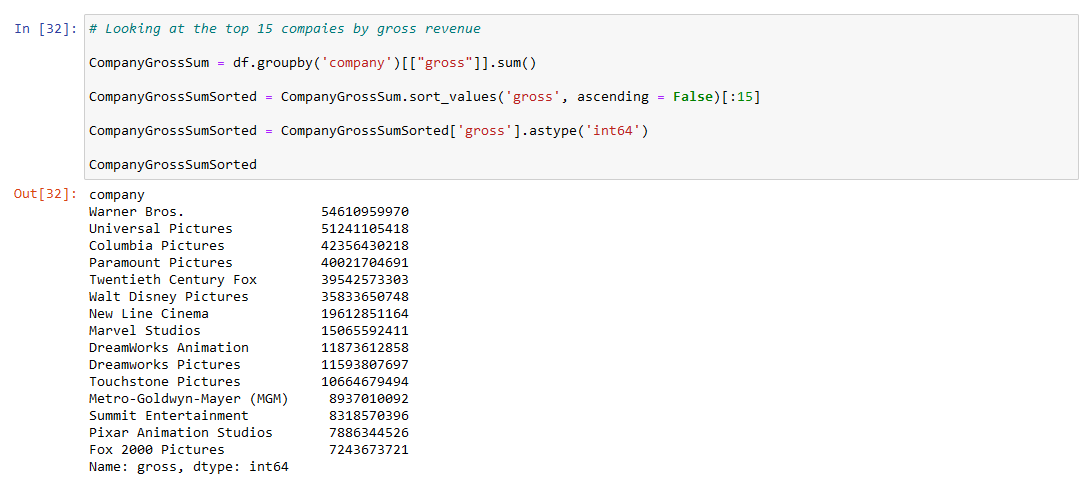 In [32]: # Looking at the top 15 compaies by gross revenue
CompanyGrossSum = df.groupby('company')[["gross"]].sum()
CompanyGrossSumSorted = CompanyGrossSum.sort_values('gross', ascending = False)[:15]
CompanyGrossSumSorted = CompanyGrossSumSorted['gross'].astype('int64')
CompanyGrossSumSorted
Out[32]: company
Warner Bros. 54610959970
Universal Pictures 51241105418
Columbia Pictures 42356430218
Paramount Pictures 40021704691
Twentieth Century Fox 39542573303
Walt Disney Pictures 35833650748
New Line Cinema 19612851164
Marvel Studios 15065592411
DreamWorks Animation 11873612858
Dreamworks Pictures 11593807697
Touchstone Pictures 10664679494
Metro-Goldwyn-Mayer (MGM) 8937010092
Summit Entertainment 8318570396
Pixar Animation Studios 7886344526
Fox 2000 Pictures 7243673721
Name: gross, dtype: int64